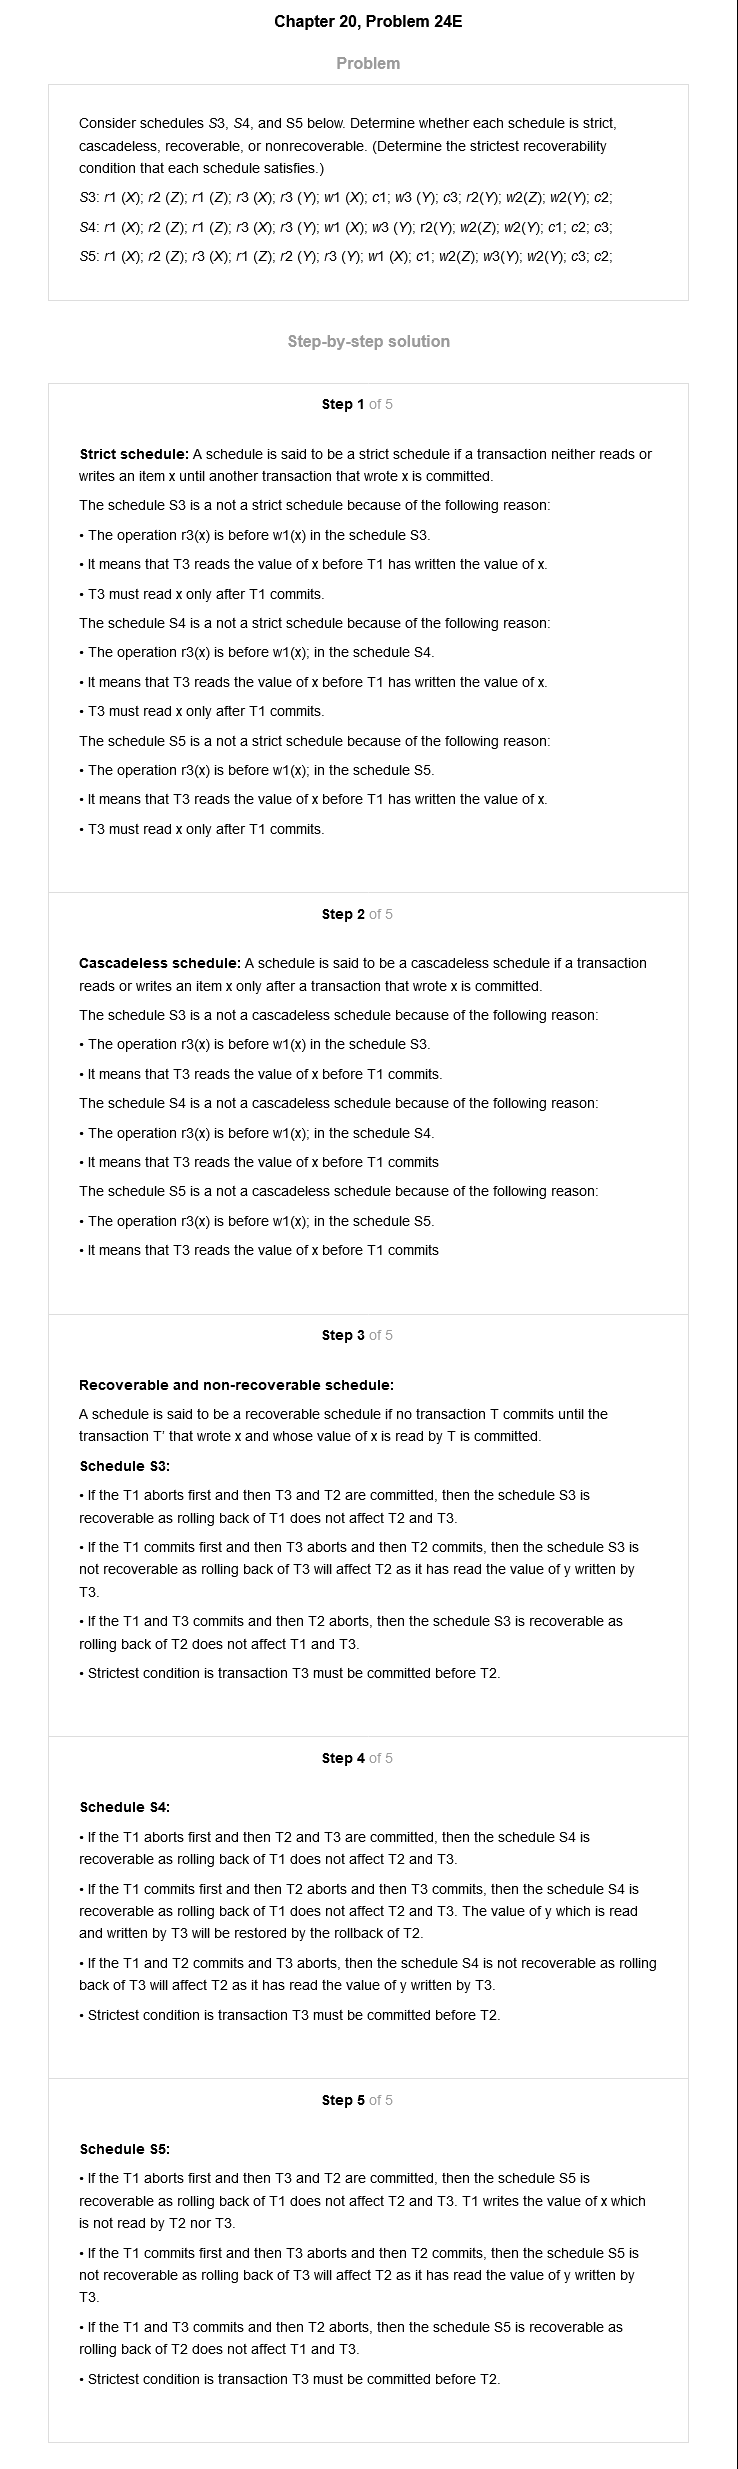 Chapter 20, Problem 24E
Problem
Consider schedules S3, S4, and S5 below. Determine whether each schedule is strict,
cascadeless, recoverable, or nonrecoverable. (Determine the strictest recoverability
condition that each schedule satisfies.)
S3: r1 (X); r2 (Z); r1 (Z); r3 (X); r3 (Y); w1 (X); c1; w3 (Y); c3; r2(Y); w2(Z); w2(Y); c2;
S4: r1 (X); r2 (Z); r1 (Z); r3 (X); r3 (Y); w1 (X); w3 (Y); r2(Y); w2(Z); w2(Y); c1; c2; c3;
S5: r1 (X); r2 (Z); r3 (X); r1 (Z); r2 (Y); r3 (Y); w1 (X); c1; w2(Z); w3(Y); w2(Y); c3; c2;
Step-by-step solution
Step 1 of 5
Strict schedule: A schedule is said to be a strict schedule if a transaction neither reads or
writes an item x until another transaction that wrote x is committed.
The schedule S3 is a not a strict schedule because of the following reason:
• The operation r3(x) is before w1(x) in the schedule S3.
• It means that T3 reads the value of x before T1 has written the value of x.
• T3 must read x only after T1 commits.
The schedule S4 is a not a strict schedule because of the following reason:
• The operation r3(x) is before w1(x); in the schedule S4.
• It means that T3 reads the value of x before T1 has written the value of x.
• T3 must read x only after T1 commits.
The schedule S5 is a not a strict schedule because of the following reason:
• The operation r3(x) is before w1(x); in the schedule S5.
• It means that T3 reads the value of x before T1 has written the value of x.
• T3 must read x only after T1 commits.
Step 2 of 5
Cascadeless schedule: A schedule is said to be a cascadeless schedule if a transaction
reads or writes an item x only after a transaction that wrote x is committed.
The schedule S3 is a not a cascadeless schedule because of the following reason:
• The operation r3(x) is before w1(x) in the schedule S3.
• It means that T3 reads the value of x before T1 commits.
The schedule S4 is a not a cascadeless schedule because of the following reason:
• The operation r3(x) is before w1(x); in the schedule S4.
• It means that T3 reads the value of x before T1 commits
The schedule S5 is a not a cascadeless schedule because of the following reason:
• The operation r3(x) is before w1(x); in the schedule S5.
• It means that T3 reads the value of x before T1 commits
Step 3 of 5
Recoverable and non-recoverable schedule:
A schedule is said to be a recoverable schedule if no transaction T commits until the
transaction T' that wrote x and whose value of x is read by T is committed.
Schedule S3:
• If the T1 aborts first and then T3 and T2 are committed, then the schedule S3 is
recoverable as rolling back of T1 does not affect T2 and T3.
• If the T1 commits first and then T3 aborts and then T2 commits, then the schedule S3 is
not recoverable as rolling back of T3 will affect T2 as it has read the value of y written by
T3.
• If the T1 and T3 commits and then T2 aborts, then the schedule S3 is recoverable as
rolling back of T2 does not affect T1 and T3.
• Strictest condition is transaction T3 must be committed before T2.
Step 4 of 5
Schedule S4:
• If the T1 aborts first and then T2 and T3 are committed, then the schedule S4 is
recoverable as rolling back of T1 does not affect T2 and T3.
• If the T1 commits first and then T2 aborts and then T3 commits, then the schedule S4 is
recoverable as rolling back of T1 does not affect T2 and T3. The value of y which is read
and written by T3 will be restored by the rollback of T2.
• If the T1 and T2 commits and T3 aborts, then the schedule S4 is not recoverable as rolling
back of T3 will affect T2 as it has read the value of y written by T3.
• Strictest condition is transaction T3 must be committed before T2.
Step 5 of 5
Schedule S5:
• If the T1 aborts first and then T3 and T2 are committed, then the schedule S5 is
recoverable as rolling back of T1 does not affect T2 and T3. T1 writes the value of x which
is not read by T2 nor T3.
• If the T1 commits first and then T3 aborts and then T2 commits, then the schedule S5 is
not recoverable as rolling back of T3 will affect T2 as it has read the value of y written by
T3.
• If the T1 and T3 commits and then T2 aborts, then the schedule S5 is recoverable as
rolling back of T2 does not affect T1 and T3.
• Strictest condition is transaction T3 must be committed before T2.